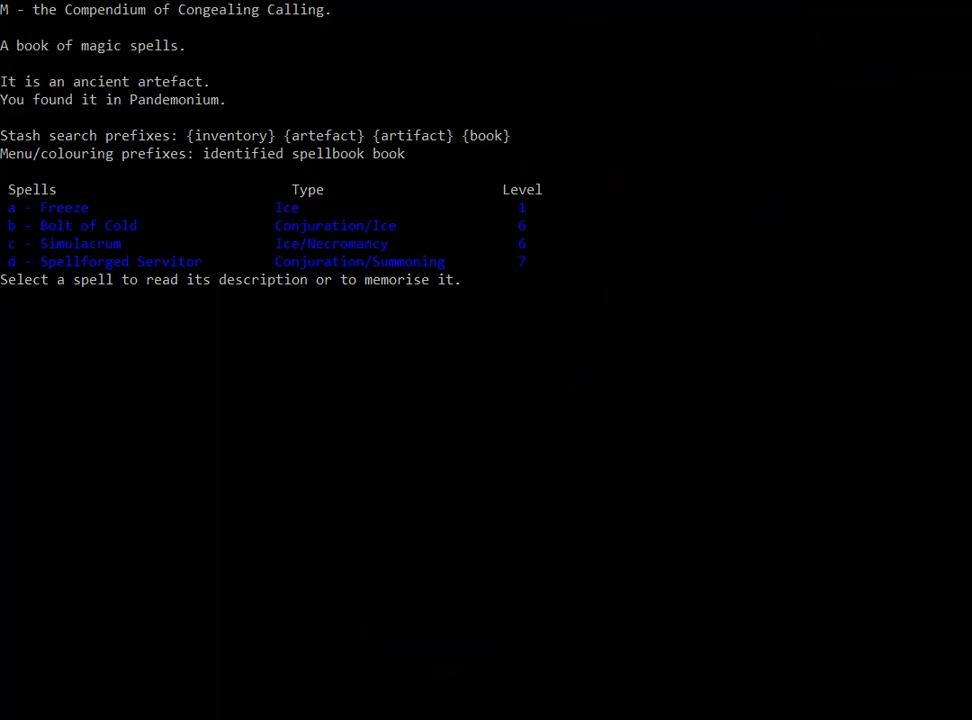 M - the Compendium of Congealing Calling.
A book of magic spells.
It is an ancient artefact.
You found it in Pandemonium.
Stash search prefixes: {inventory} {artefact} {artifact} {book}
Menu/colouring prefixes: identified spellbook book
Spells Type Level
a - Freeze Ice 1
b - Bolt of Cold Conjuration/Ice 6
c - Simulacrum Ice/Necromancy 6
d - Spellforged Servitor Conjuration/Summoning 7
Select a spell to read its description or to memorise it.